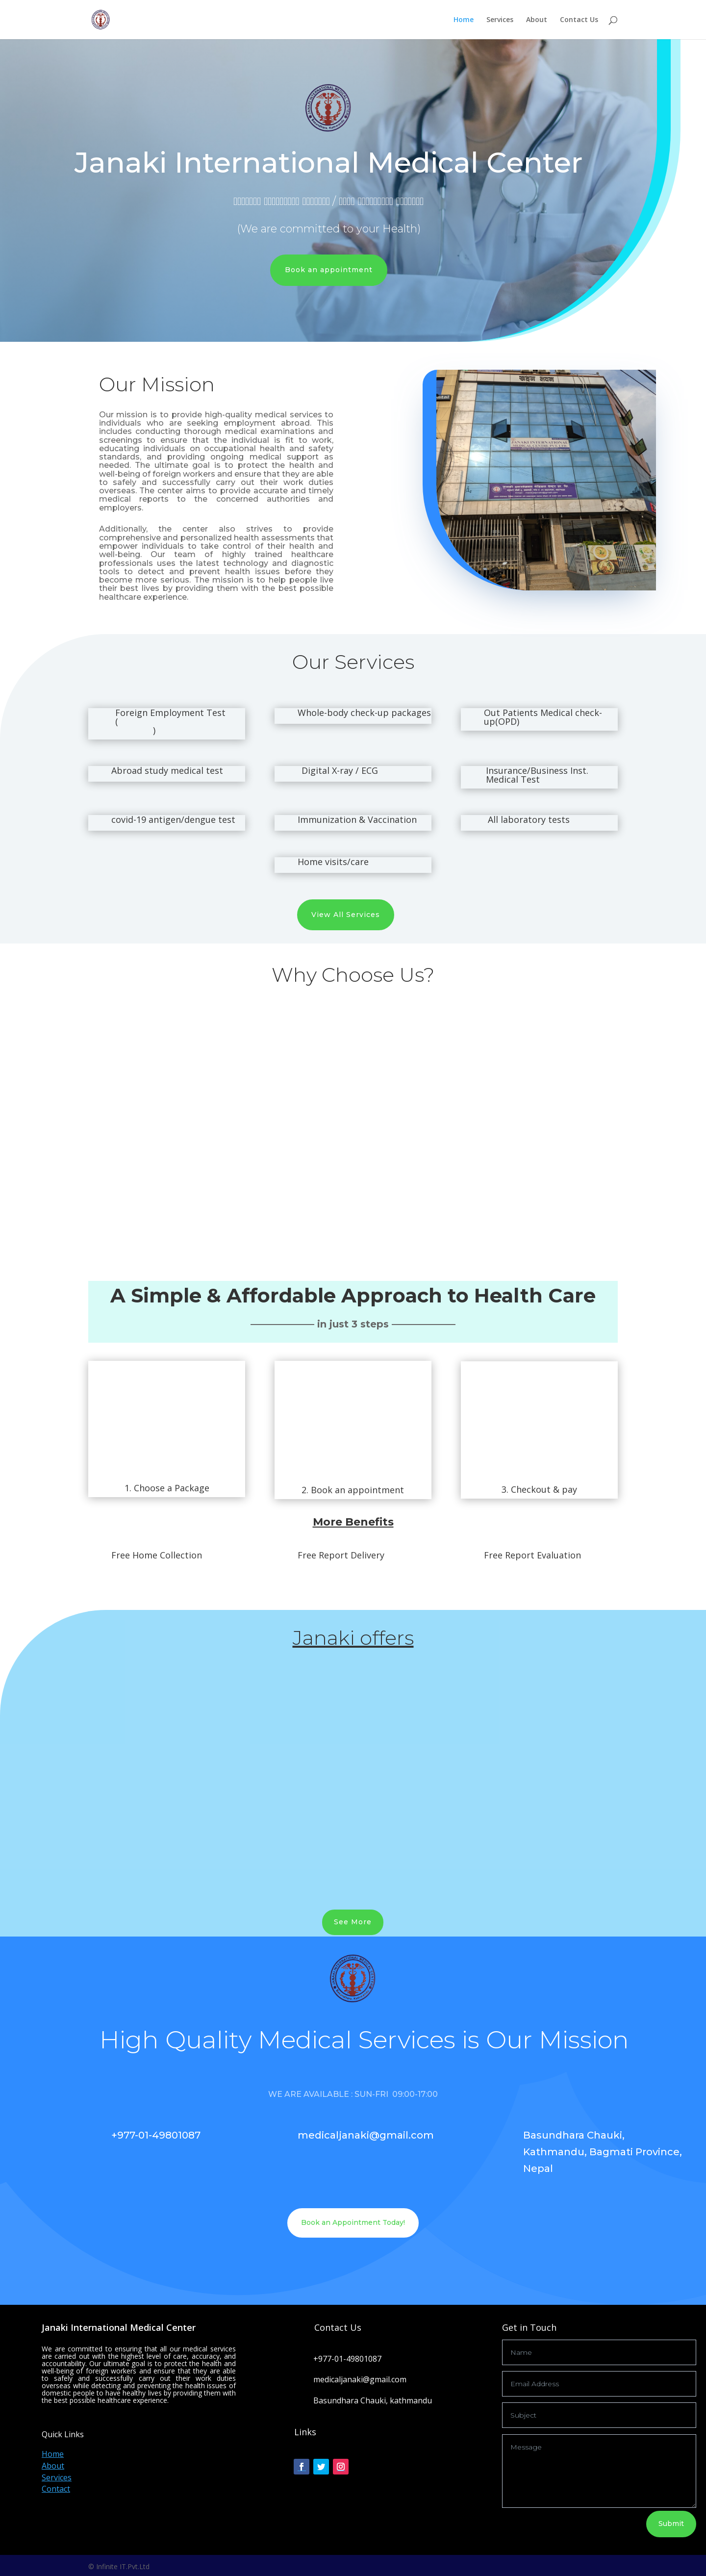 Home
Services
About
Contact Us
Janaki International Medical Center
(We are committed to your Health)
Book an appointment
Our Mission
Our mission is to provide high-quality medical services to
individuals who are seeking employment abroad. This
includes conducting thorough medical examinations and
screenings to ensure that the individual is fit to work,
educating individuals on occupational health and safety
standards, and providing ongoing medical support as
needed. The ultimate goal is to protect the health and
well-being of foreign workers and ensure that they are able
to safely and successfully carry out their work duties
overseas. The center aims to provide accurate and timely
medical reports to the concerned authorities and
employers.
Additionally, the center also strives to provide
comprehensive and personalized health assessments that
empower individuals to take control of their health and
well-being. Our team of highly trained healthcare
professionals uses the latest technology and diagnostic
tools to detect and prevent health issues before they
become more serious. The mission is to help people live
their best lives by providing them with the best possible
healthcare experience.
Our Services
Foreign Employment Test
(
)
Whole-body check-up packages
Out Patients Medical check-
up(OPD)
Abroad study medical test
Digital X-ray / ECG
Insurance/Business Inst.
Medical Test
covid-19 antigen/dengue test
Immunization & Vaccination
All laboratory tests
Home visits/care
View All Services
Why Choose Us?
A Simple & Affordable Approach to Health Care
——————— in just 3 steps ———————
1. Choose a Package
2. Book an appointment
3. Checkout & pay
More Benefits
Free Home Collection
Free Report Delivery
Free Report Evaluation
Janaki offers
See More
High Quality Medical Services is Our Mission
WE ARE AVAILABLE : SUN-FRI 09:00-17:00
+977-01-49801087
medicaljanaki@gmail.com
Basundhara Chauki,
Kathmandu, Bagmati Province,
Nepal
Book an Appointment Today!
Janaki International Medical Center
We are committed to ensuring that all our medical services
are carried out with the highest level of care, accuracy, and
accountability. Our ultimate goal is to protect the health and
well-being of foreign workers and ensure that they are able
to safely and successfully carry out their work duties
overseas while detecting and preventing the health issues of
domestic people to have healthy lives by providing them with
the best possible healthcare experience.
Quick Links
Home
About
Services
Contact
Contact Us
+977-01-49801087
medicaljanaki@gmail.com
Basundhara Chauki, kathmandu
Links
Get in Touch
Name
Email Address
Subject
Message
Submit
© Infinite IT Pvt.Ltd